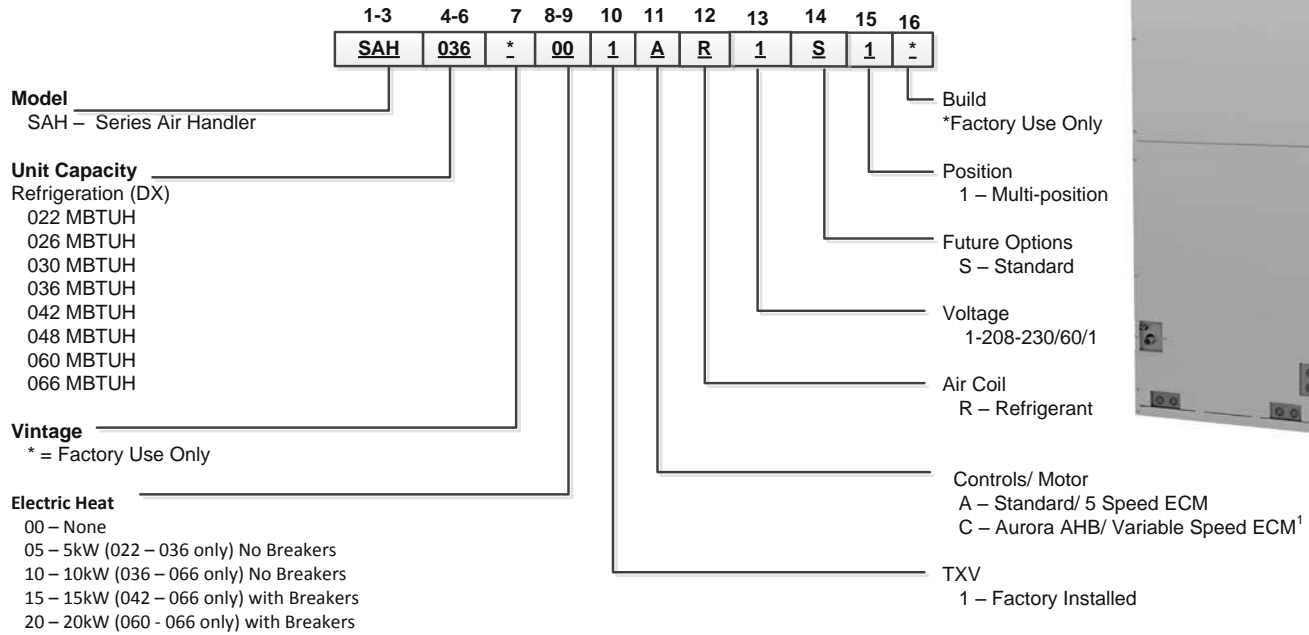 1-3 4-6 7 8-9 10 11 12 13 14 15 16
SAH 036 * 00 1 A R 1 S 1 *
Model
SAH – Series Air Handler
Unit Capacity
Refrigeration (DX)
022 MBTUH
026 MBTUH
030 MBTUH
036 MBTUH
042 MBTUH
048 MBTUH
060 MBTUH
066 MBTUH
Vintage
* = Factory Use Only
Electric Heat
00 – None
05 – 5kW (022 – 036 only) No Breakers
10 – 10kW (036 – 066 only) No Breakers
15 – 15kW (042 – 066 only) with Breakers
20 – 20kW (060 - 066 only) with Breakers
Build
*Factory Use Only
Position
1 – Multi-position
Future Options
S – Standard
Voltage
1-208-230/60/1
Air Coil
R – Refrigerant
Controls/ Motor
A – Standard/ 5 Speed ECM
C – Aurora AHB/ Variable Speed ECM¹
TXV
1 – Factory Installed